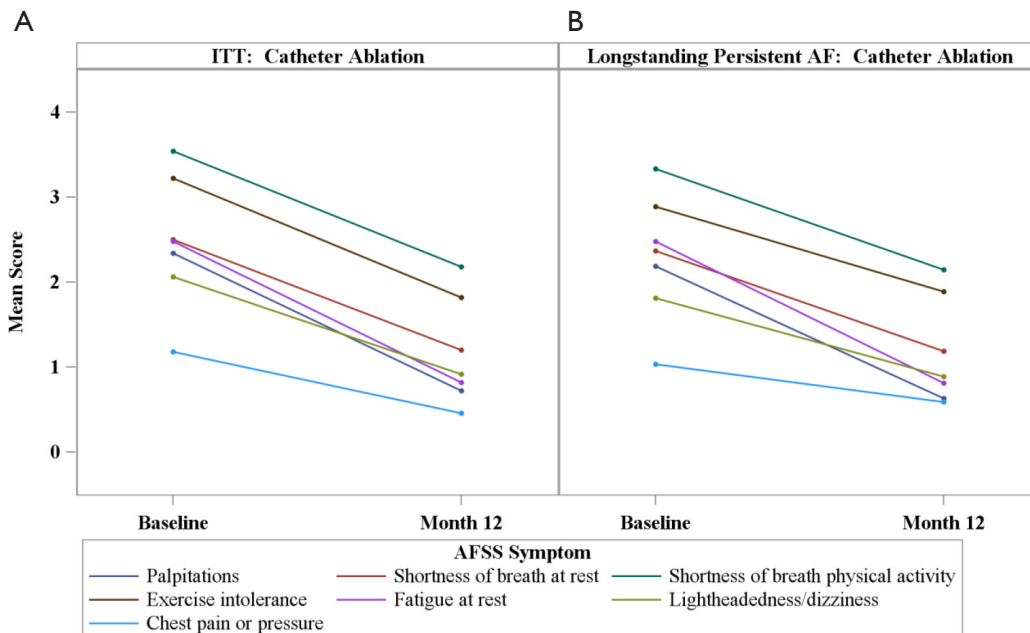 A
B
ITT: Catheter Ablation
Longstanding Persistent AF: Catheter Ablation
4
3
2
1
0
Mean Score
Baseline
Month 12
Baseline
Month 12
AFSS Symptom
Palpitations
Shortness of breath at rest
Shortness of breath physical activity
Exercise intolerance
Fatigue at rest
Lightheadedness/dizziness
Chest pain or pressure